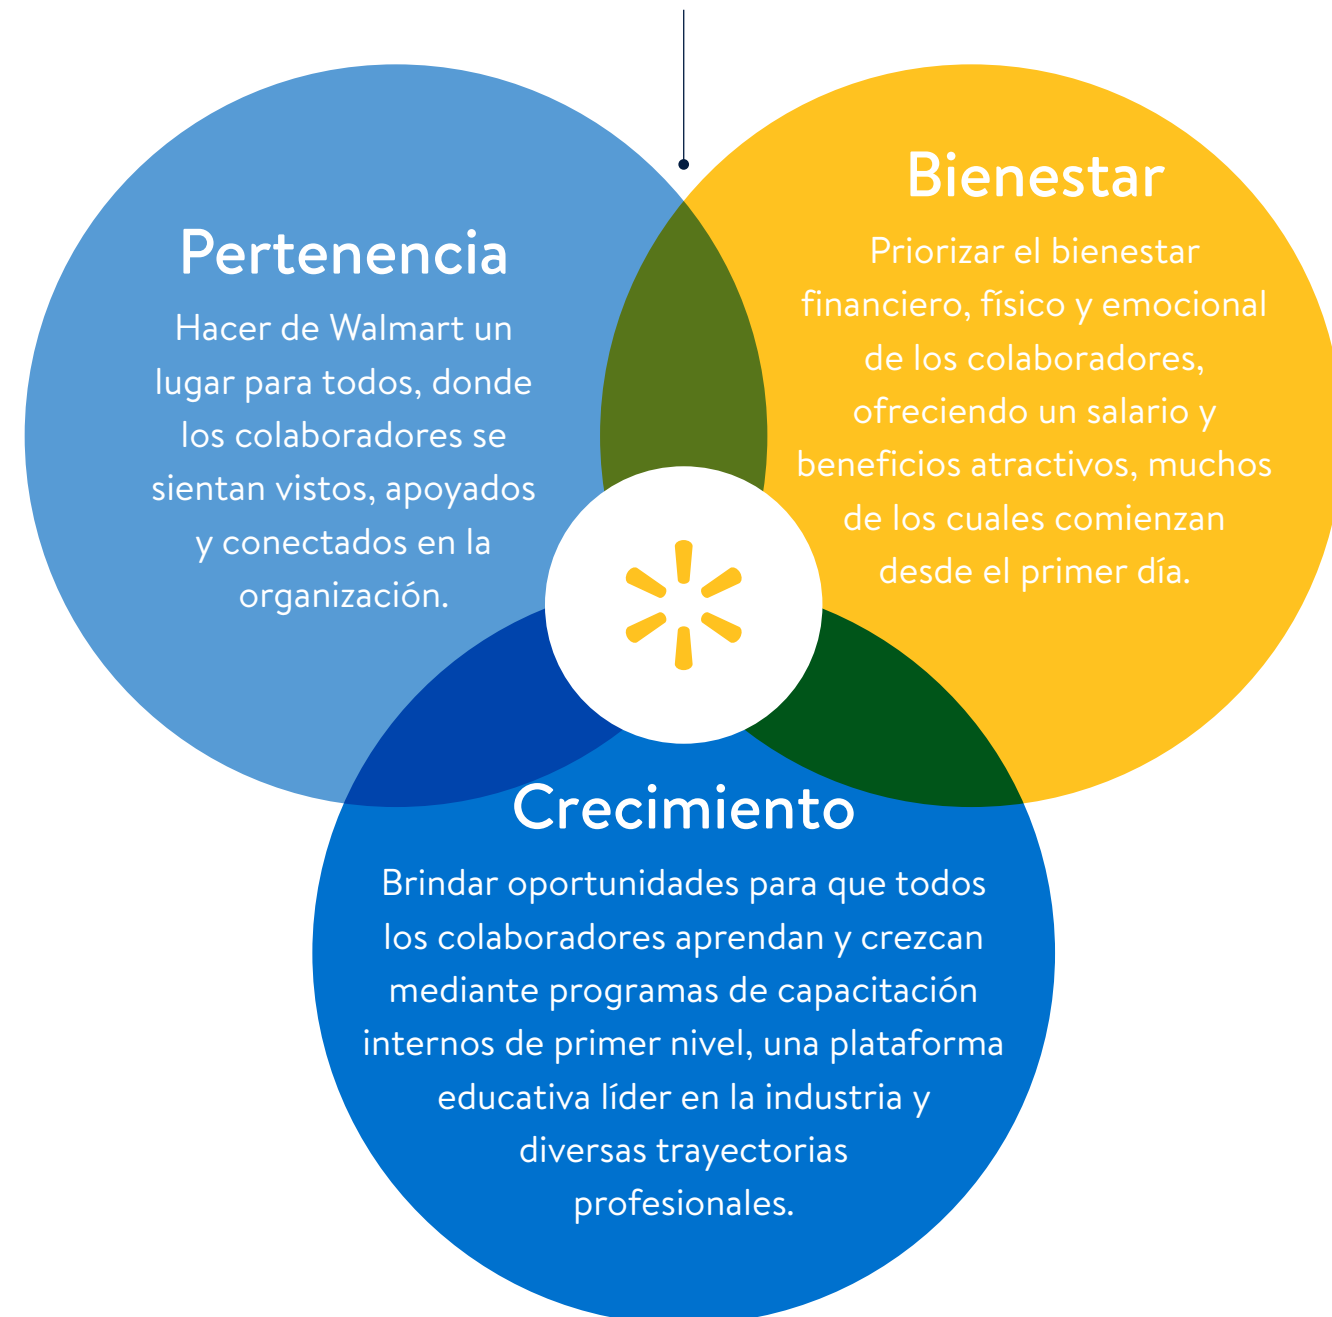 Pertenencia
Hacer de Walmart un
lugar para todos, donde
los colaboradores se
sientan vistos, apoyados
y conectados en la
organización.
Bienestar
Priorizar el bienestar
financiero, físico y emocional
de los colaboradores,
ofreciendo un salario y
beneficios atractivos, muchos
de los cuales comienzan
desde el primer día.
Crecimiento
Brindar oportunidades para que todos
los colaboradores aprendan y crezcan
mediante programas de capacitación
internos de primer nivel, una plataforma
educativa líder en la industria y
diversas trayectorias
profesionales.